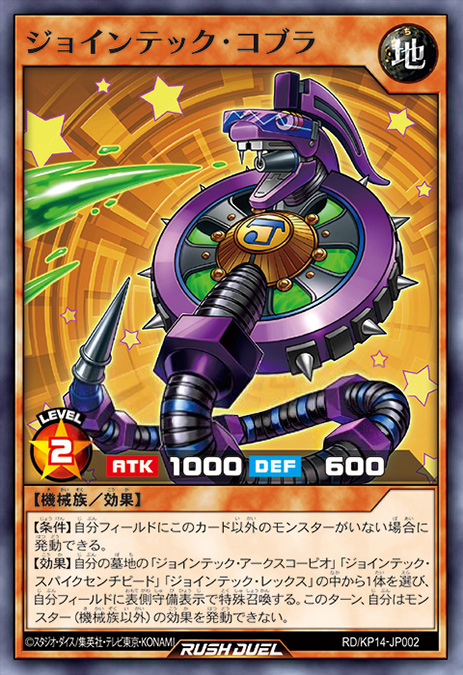 ジョインテック・コブラ
地
J
LEVEL
2
ATK 1000 DEF 600
【機械族/効果】
【条件】自分フィールドにこのカード以外のモンスターがいない場合に
発動できる。
【効果】自分の墓地の「ジョインテック・アークスコーピオ」「ジョインテック・
スパイクセンチピード」「ジョインテック・レックス」の中から1体を選び、
自分フィールドに表側守備表示で特殊召喚する。このターン、自分はモン
スター(機械族以外)の効果を発動できない。
©スタジオ・ダイス/集英社・テレビ東京・KONAMI RUSH DUEL RD/KP14-JP002